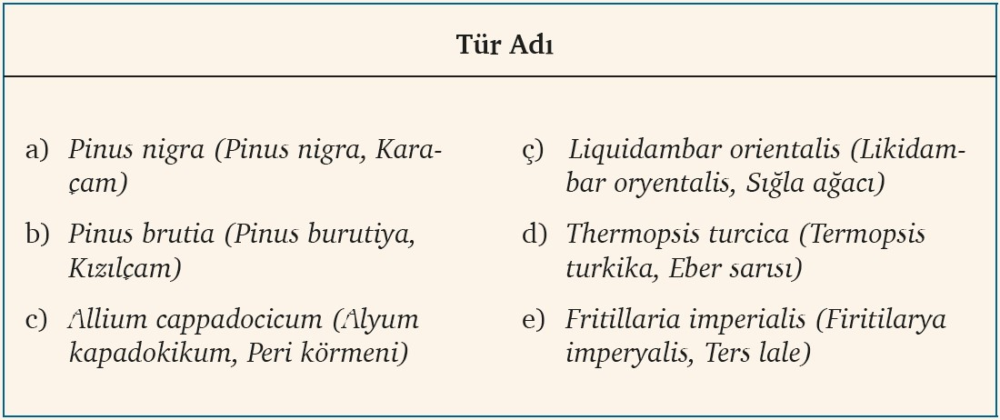 Tür Adı
a) Pinus nigra (Pinus nigra, Kara-
çam)
b) Pinus brutia (Pinus burutiya,
Kızılçam)
c) Allium cappadocicum (Alyum
kapadokikum, Peri körmeni)
ç) Liquidambar orientalis (Likidam-
bar oryentalis, Sığla ağacı)
d) Thermopsis turcica (Termopsis
turkika, Eber sarısı)
e) Fritillaria imperialis (Firitilarya
imperyalis, Ters lale)